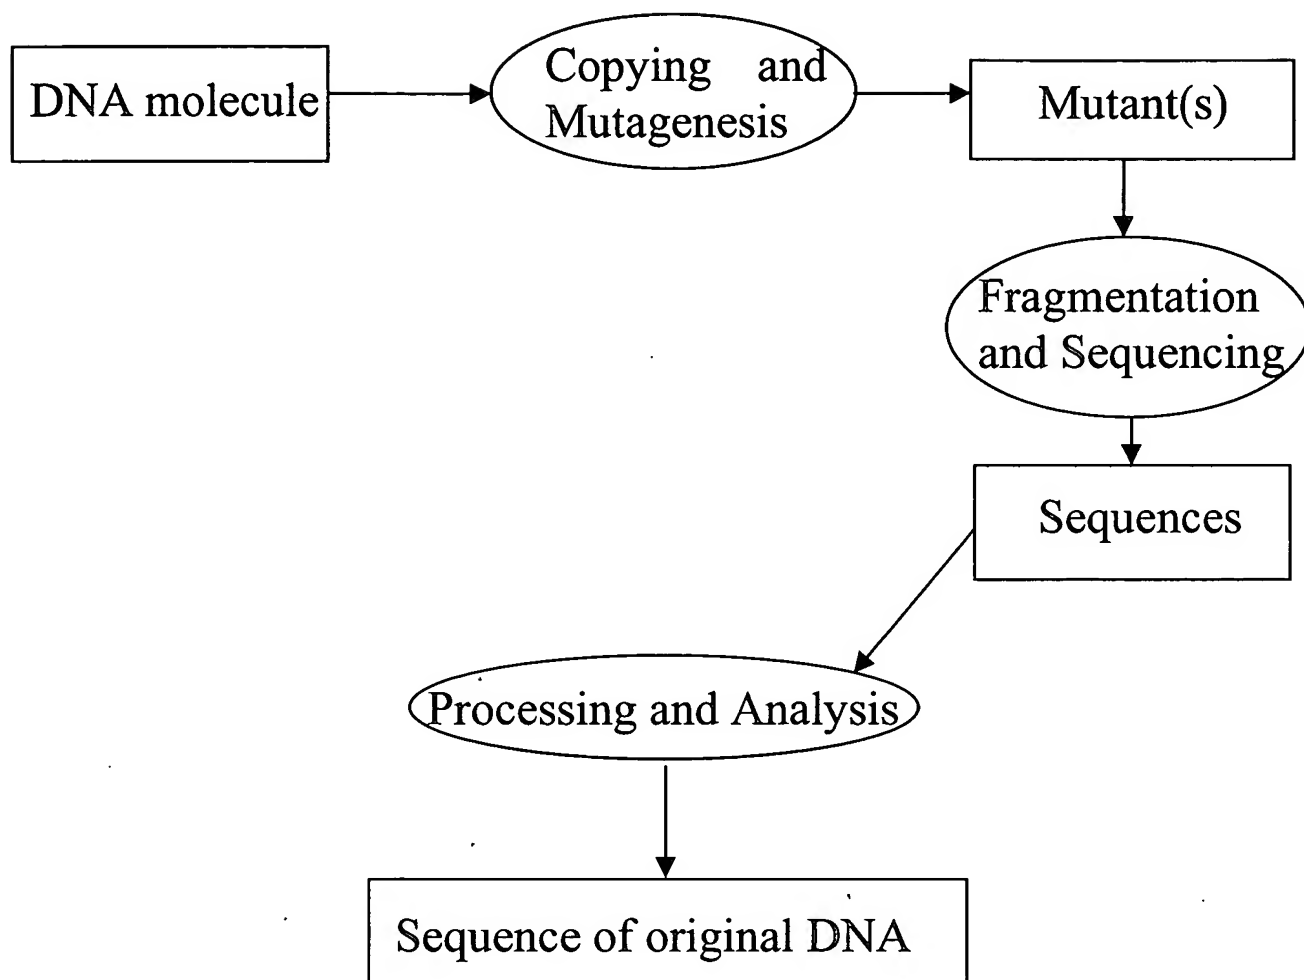 DNA molecule
Copying and
Mutagenesis
Mutant(s)
Fragmentation
and Sequencing
Sequences
Processing and Analysis
Sequence of original DNA